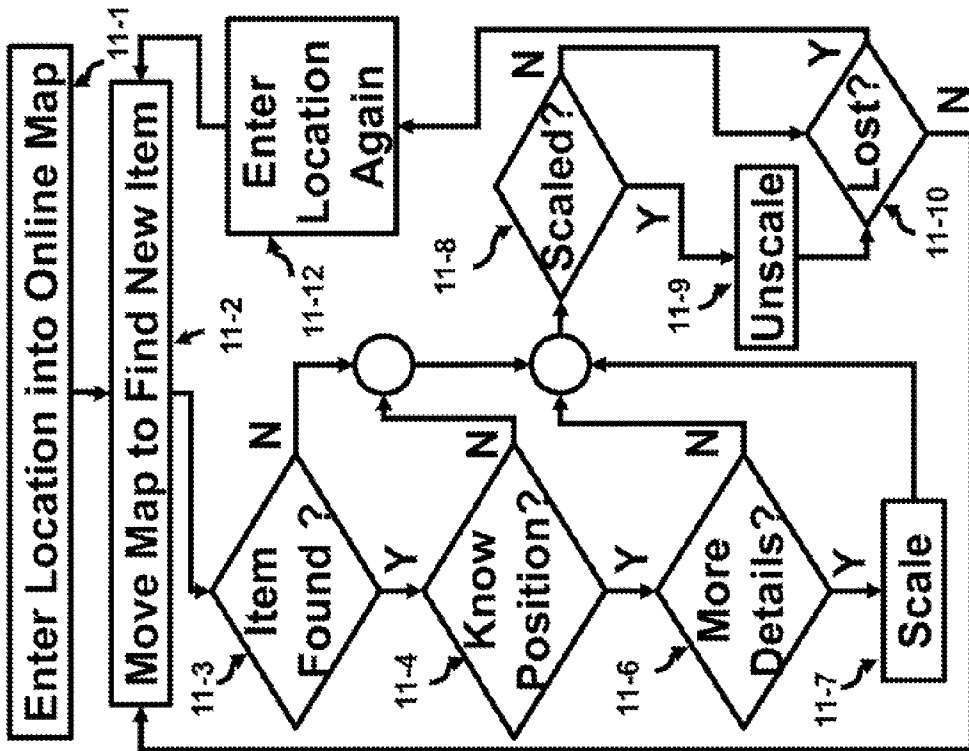 Enter Location into Online Map
11-1
Move Map to Find New Item
11-2
Item
Found ?
11-3
N
Y
Know
Position?
11-4
N
Y
More
Details?
11-6
N
Y
Scale
11-7
Enter
Location
Again
11-12
Scaled?
11-8
N
Y
Unscale
11-9
Lost?
11-10
Y
N